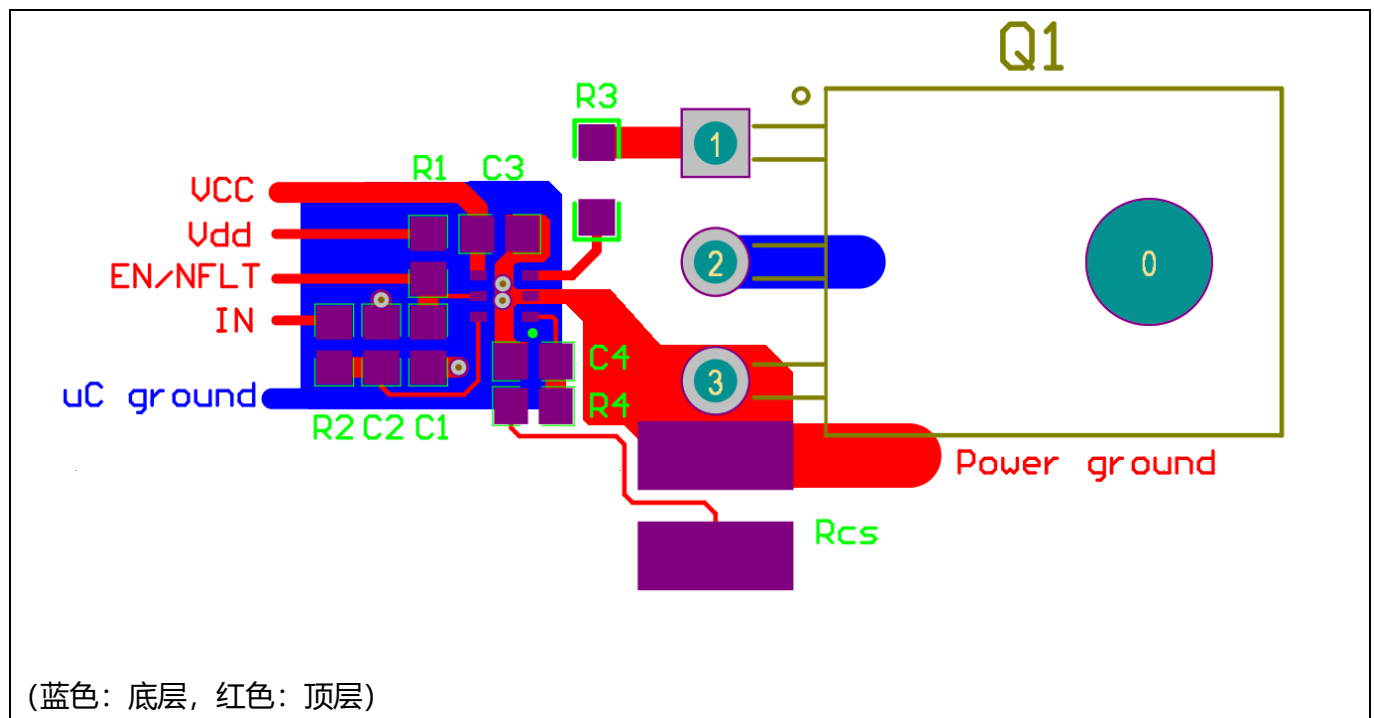 Q1
R3
1
R1 C3
VCC
Vdd
2
0
EN/NFLT
IN
C4
3
uC ground
R4
R2 C2 C1
Power ground
Rcs
(蓝色：底层，红色：顶层)